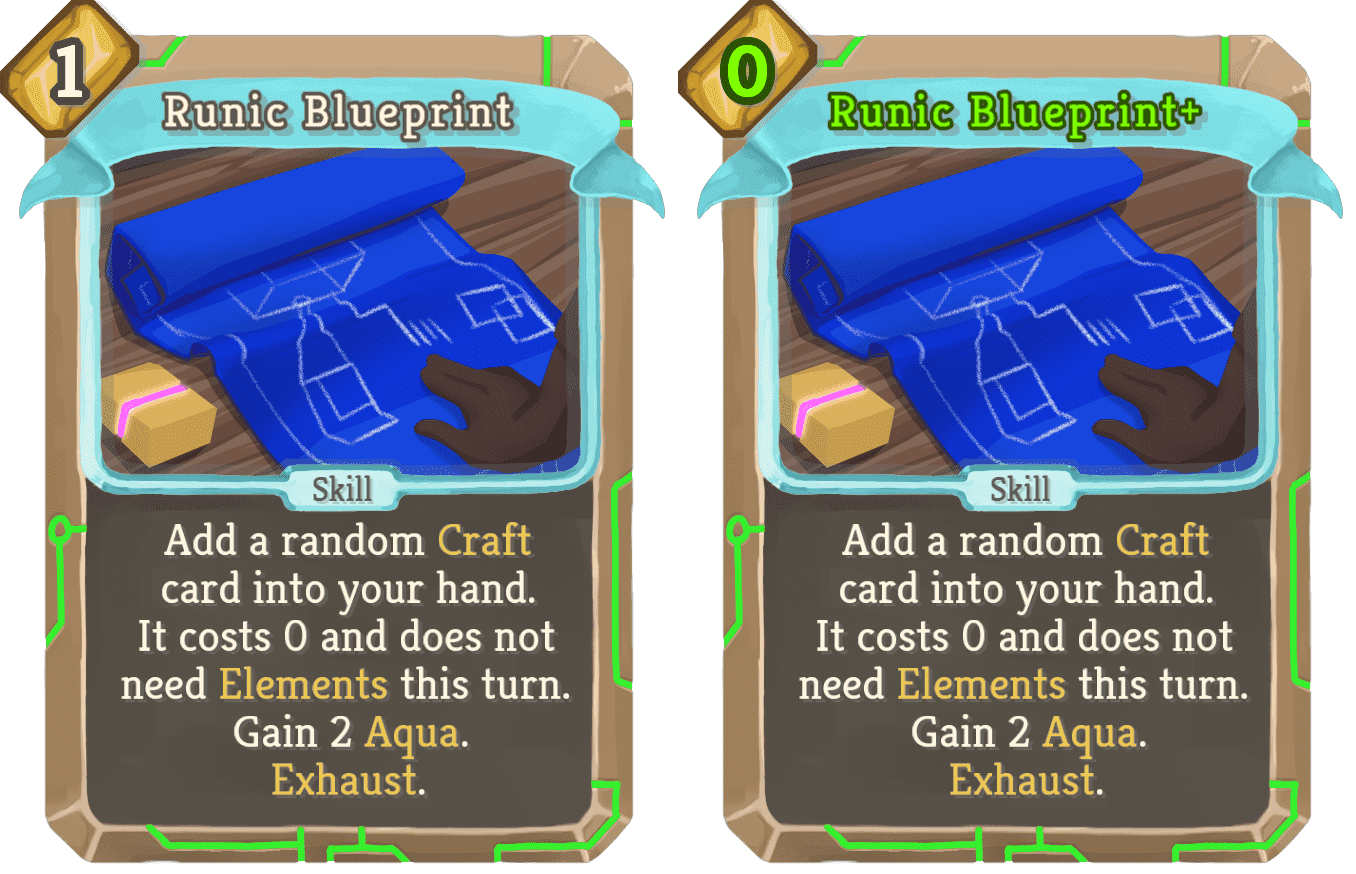 1
Runic Blueprint
Skill
Add a random Craft
card into your hand.
It costs 0 and does not
need Elements this turn.
Gain 2 Aqua.
Exhaust.
0
Runic Blueprint+
Skill
Add a random Craft
card into your hand.
It costs 0 and does not
need Elements this turn.
Gain 2 Aqua.
Exhaust.